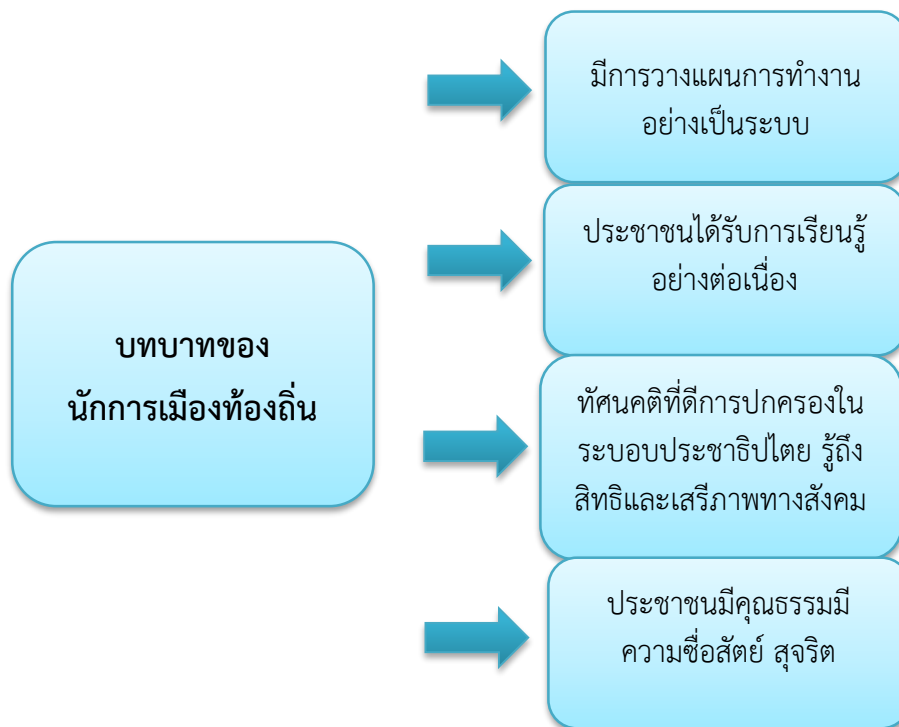 มีการวางแผนการทำงาน
อย่างเป็นระบบ
ประชาชนได้รับการเรียนรู้
อย่างต่อเนื่อง
บทบาทของ
นักการเมืองท้องถิ่น
ทัศนคติที่ดีการปกครองใน
ระบอบประชาธิปไตย รู้ถึง
สิทธิและเสรีภาพทางสังคม
ประชาชนมีคุณธรรมมี
ความซื่อสัตย์ สุจริต